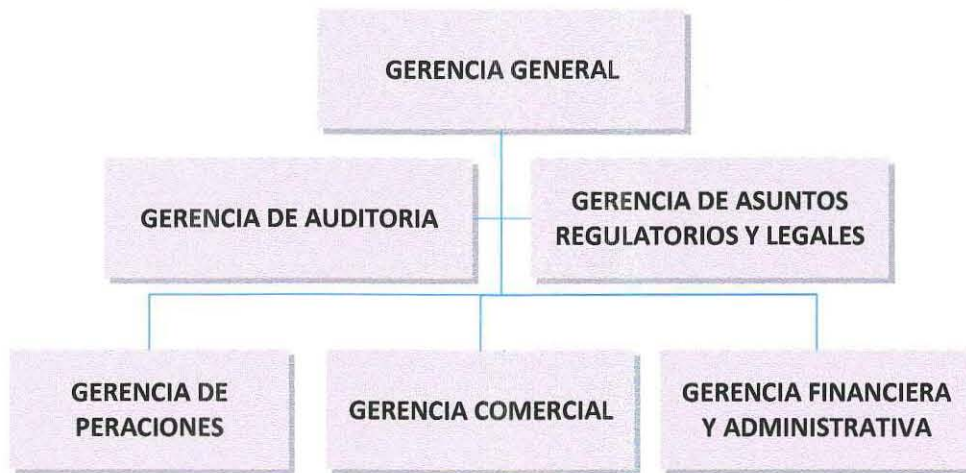 GERENCIA GENERAL
GERENCIA DE AUDITORIA
GERENCIA DE ASUNTOS
REGULATORIOS Y LEGALES
GERENCIA DE
PERACIONES
GERENCIA COMERCIAL
GERENCIA FINANCIERA
Y ADMINISTRATIVA